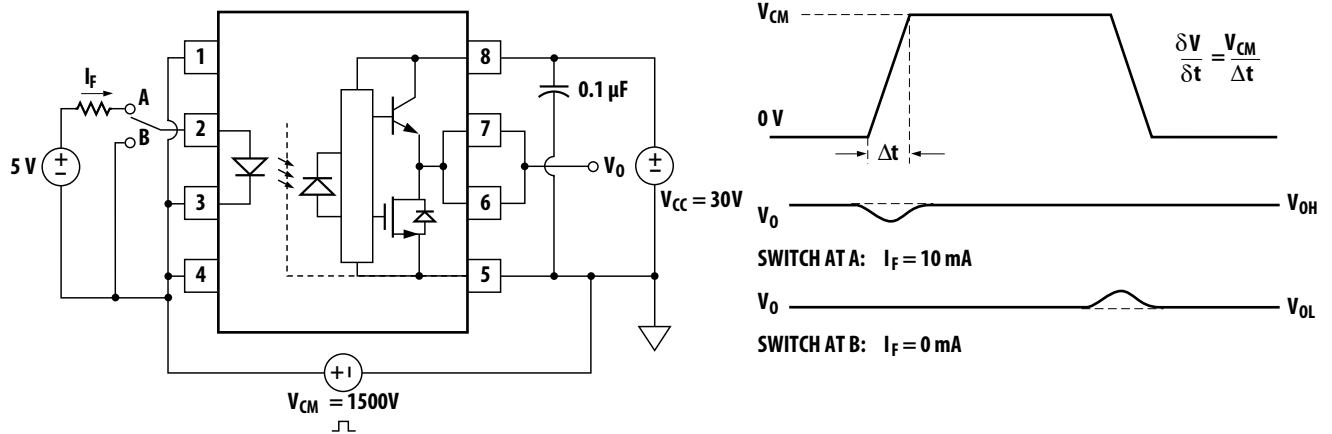 1
2
3
4
8
7
6
5
I_F
A
B
5 V
+
−
0.1 µF
V_O
+
−
V_CC = 30V
+ −
V_CM = 1500V
V_CM
0 V
Δt
δV/δt = V_CM/Δt
V_O
V_OH
SWITCH AT A: I_F = 10 mA
V_O
V_OL
SWITCH AT B: I_F = 0 mA